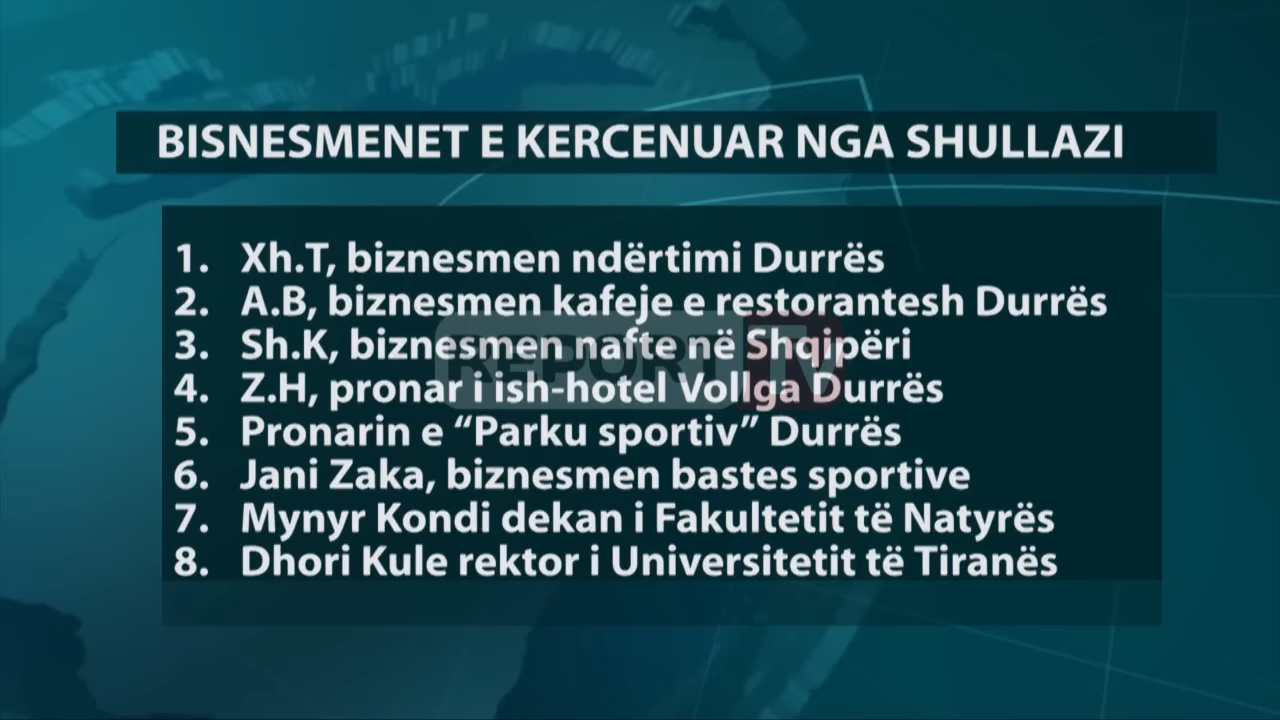 BISNESMENET E KERCENUAR NGA SHULLAZI
1. Xh.T, biznesmen ndërtimi Durrës
2. A.B, biznesmen kafeje e restorantesh Durrës
3. Sh.K, biznesmen nafte në Shqipëri
REPORT TV
4. Z.H, pronar i ish-hotel Vollga Durrës
5. Pronarin e “Parku sportiv” Durrës
6. Jani Zaka, biznesmen bastes sportive
7. Mynyr Kondi dekan i Fakultetit të Natyrës
8. Dhori Kule rektor i Universitetit të Tiranës